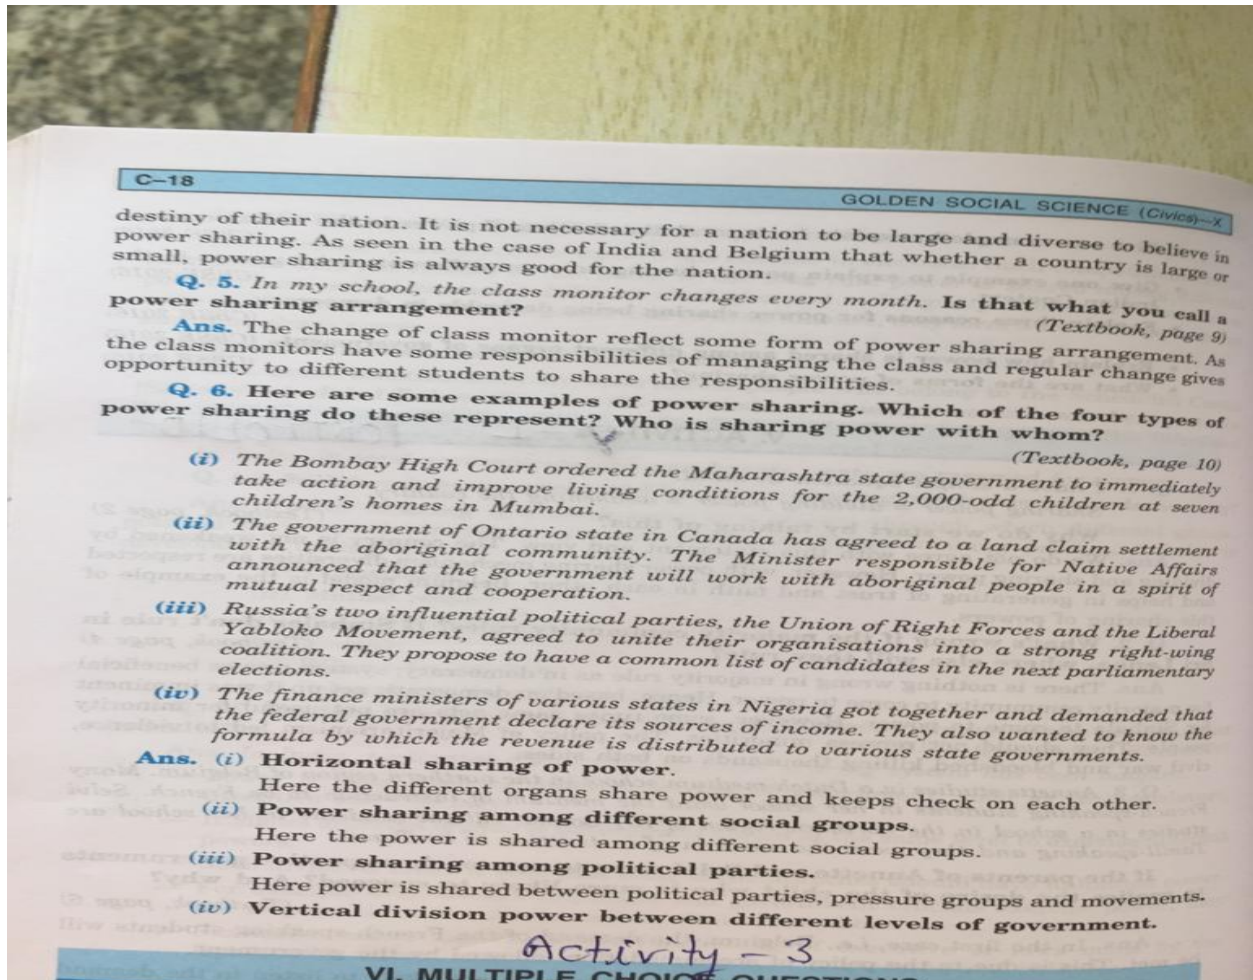 C–18
GOLDEN SOCIAL SCIENCE (Civics)—X
destiny of their nation. It is not necessary for a nation to be large and diverse to believe in
power sharing. As seen in the case of India and Belgium that whether a country is large or
small, power sharing is always good for the nation.
Q. 5. In my school, the class monitor changes every month. Is that what you call a
power sharing arrangement?
(Textbook, page 9)
Ans. The change of class monitor reflect some form of power sharing arrangement. As
the class monitors have some responsibilities of managing the class and regular change gives
opportunity to different students to share the responsibilities.
Q. 6. Here are some examples of power sharing. Which of the four types of
power sharing do these represent? Who is sharing power with whom?
(Textbook, page 10)
(i) The Bombay High Court ordered the Maharashtra state government to immediately
take action and improve living conditions for the 2,000-odd children at seven
children's homes in Mumbai.
(ii) The government of Ontario state in Canada has agreed to a land claim settlement
with the aboriginal community. The Minister responsible for Native Affairs
announced that the government will work with aboriginal people in a spirit of
mutual respect and cooperation.
(iii) Russia's two influential political parties, the Union of Right Forces and the Liberal
Yabloko Movement, agreed to unite their organisations into a strong right-wing
coalition. They propose to have a common list of candidates in the next parliamentary
elections.
(iv) The finance ministers of various states in Nigeria got together and demanded that
the federal government declare its sources of income. They also wanted to know the
formula by which the revenue is distributed to various state governments.
Ans. (i) Horizontal sharing of power.
Here the different organs share power and keeps check on each other.
(ii) Power sharing among different social groups.
Here the power is shared among different social groups.
(iii) Power sharing among political parties.
Here power is shared between political parties, pressure groups and movements.
(iv) Vertical division power between different levels of government.
Activity - 3
VI. MULTIPLE CHOICE QUESTIONS